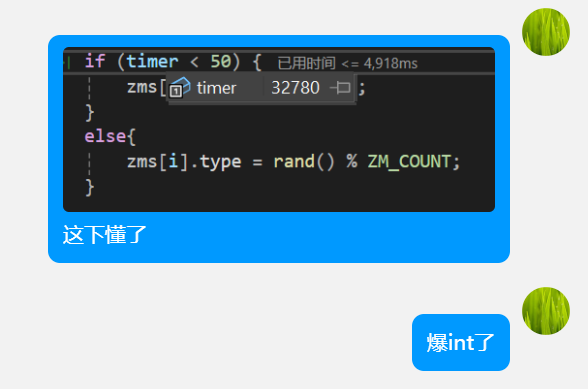 if (timer < 50) { 已用时间 <= 4,918ms
zms[ timer 32780 ;
}
else{
zms[i].type = rand() % ZM_COUNT;
}
这下懂了
爆int了